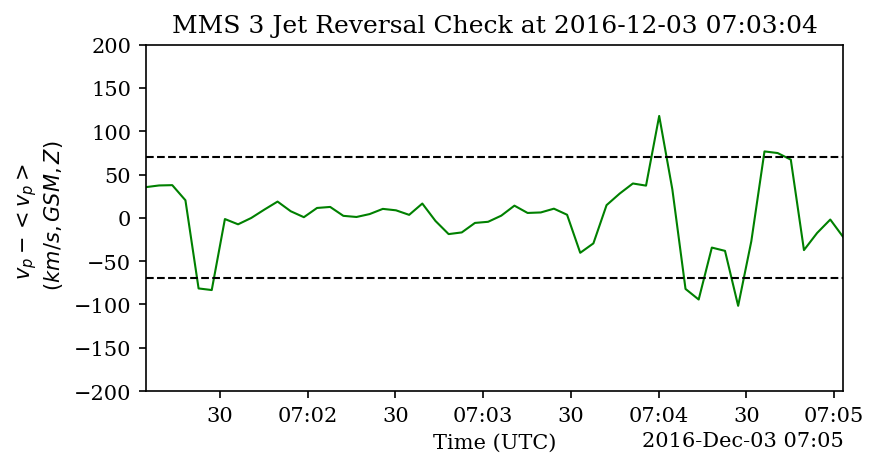 MMS 3 Jet Reversal Check at 2016-12-03 07:03:04
200
150
100
50
0
−50
−100
−150
−200
v_p − < v_p >
(km/s, GSM, Z)
30 07:02 30 07:03 30 07:04 30 07:05
Time (UTC)
2016-Dec-03 07:05